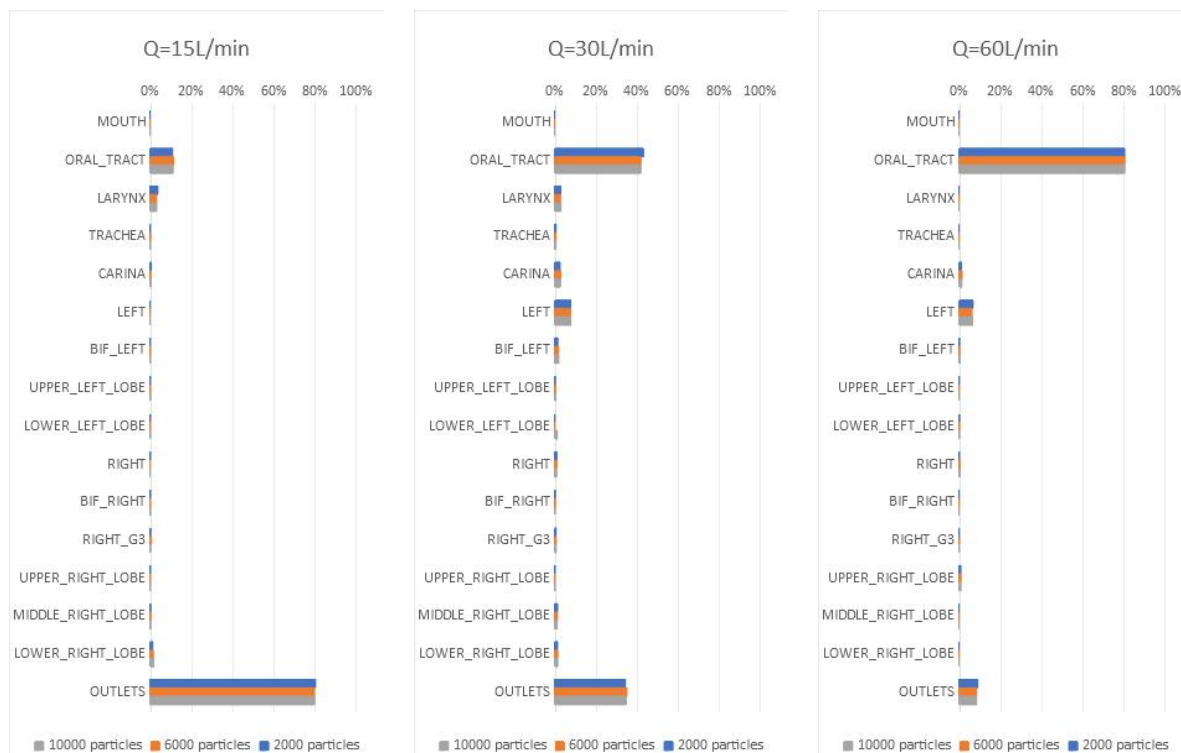 Q=15L/min
0% 20% 40% 60% 80% 100%
MOUTH
ORAL_TRACT
LARYNX
TRACHEA
CARINA
LEFT
BIF_LEFT
UPPER_LEFT_LOBE
LOWER_LEFT_LOBE
RIGHT
BIF_RIGHT
RIGHT_G3
UPPER_RIGHT_LOBE
MIDDLE_RIGHT_LOBE
LOWER_RIGHT_LOBE
OUTLETS
10000 particles 6000 particles 2000 particles
Q=30L/min
0% 20% 40% 60% 80% 100%
MOUTH
ORAL_TRACT
LARYNX
TRACHEA
CARINA
LEFT
BIF_LEFT
UPPER_LEFT_LOBE
LOWER_LEFT_LOBE
RIGHT
BIF_RIGHT
RIGHT_G3
UPPER_RIGHT_LOBE
MIDDLE_RIGHT_LOBE
LOWER_RIGHT_LOBE
OUTLETS
10000 particles 6000 particles 2000 particles
Q=60L/min
0% 20% 40% 60% 80% 100%
MOUTH
ORAL_TRACT
LARYNX
TRACHEA
CARINA
LEFT
BIF_LEFT
UPPER_LEFT_LOBE
LOWER_LEFT_LOBE
RIGHT
BIF_RIGHT
RIGHT_G3
UPPER_RIGHT_LOBE
MIDDLE_RIGHT_LOBE
LOWER_RIGHT_LOBE
OUTLETS
10000 particles 6000 particles 2000 particles